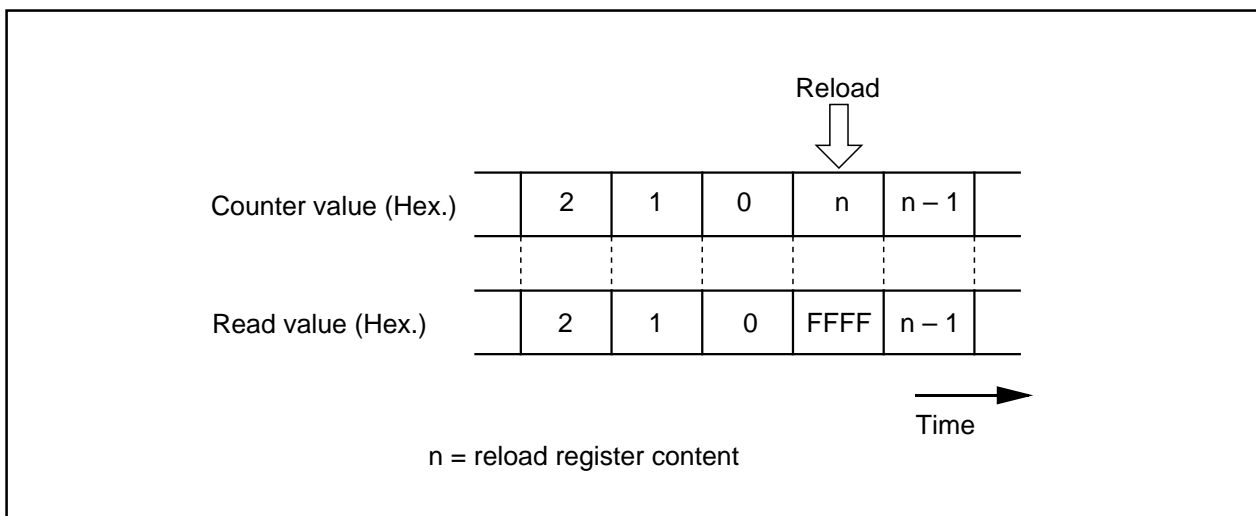 Reload
Counter value (Hex.) 2 1 0 n n – 1
Read value (Hex.) 2 1 0 FFFF n – 1
Time
n = reload register content